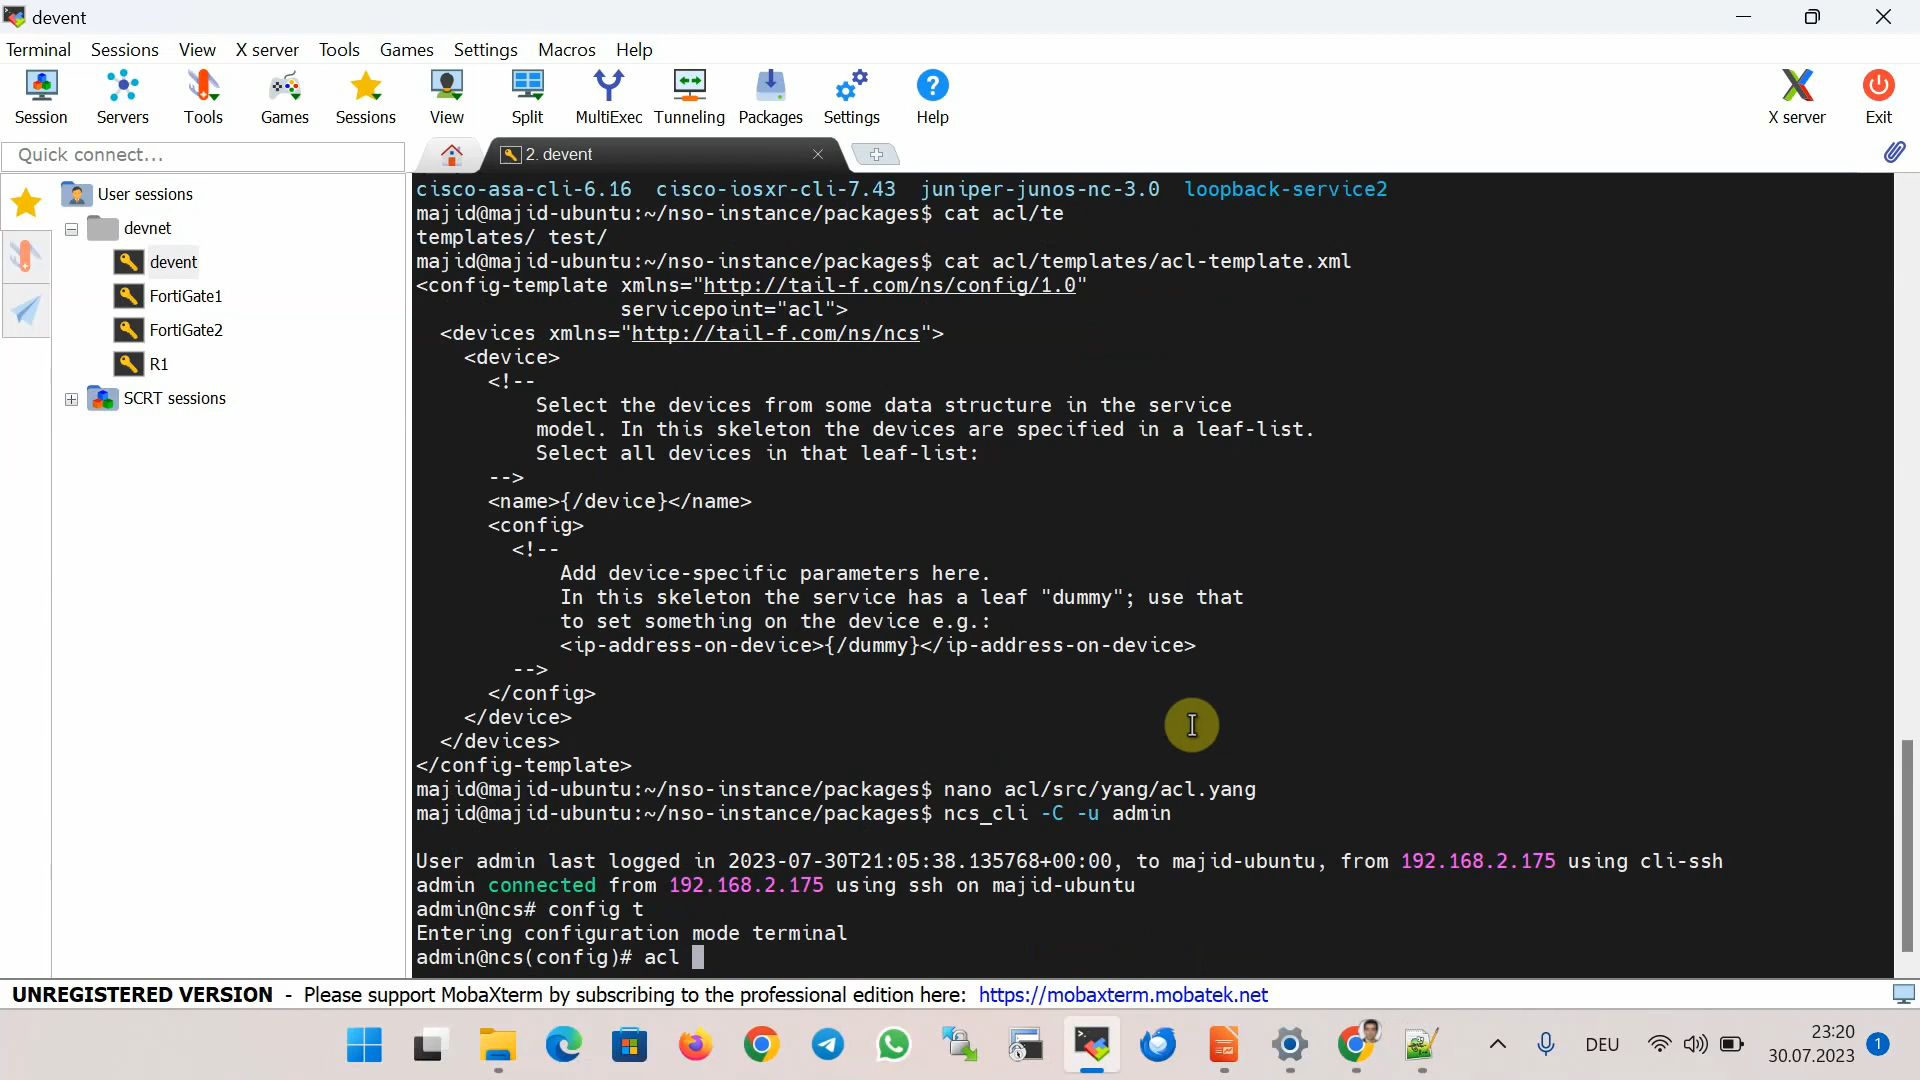 devent
Terminal Sessions View X server Tools Games Settings Macros Help
Session Servers Tools Games Sessions View Split MultiExec Tunneling Packages Settings Help X server Exit
Quick connect...
2. devent
User sessions
devnet
devent
FortiGate1
FortiGate2
R1
SCRT sessions
cisco-asa-cli-6.16  cisco-iosxr-cli-7.43  juniper-junos-nc-3.0  loopback-service2
majid@majid-ubuntu:~/nso-instance/packages$ cat acl/te
templates/ test/
majid@majid-ubuntu:~/nso-instance/packages$ cat acl/templates/acl-template.xml
<config-template xmlns="http://tail-f.com/ns/config/1.0"
                 servicepoint="acl">
  <devices xmlns="http://tail-f.com/ns/ncs">
    <device>
      <!--
          Select the devices from some data structure in the service
          model. In this skeleton the devices are specified in a leaf-list.
          Select all devices in that leaf-list:
      -->
      <name>{/device}</name>
      <config>
        <!--
            Add device-specific parameters here.
            In this skeleton the service has a leaf "dummy"; use that
            to set something on the device e.g.:
            <ip-address-on-device>{/dummy}</ip-address-on-device>
        -->
      </config>
    </device>
  </devices>
</config-template>
majid@majid-ubuntu:~/nso-instance/packages$ nano acl/src/yang/acl.yang
majid@majid-ubuntu:~/nso-instance/packages$ ncs_cli -C -u admin
User admin last logged in 2023-07-30T21:05:38.135768+00:00, to majid-ubuntu, from 192.168.2.175 using cli-ssh
admin connected from 192.168.2.175 using ssh on majid-ubuntu
admin@ncs# config t
Entering configuration mode terminal
admin@ncs(config)# acl
UNREGISTERED VERSION - Please support MobaXterm by subscribing to the professional edition here: https://mobaxterm.mobatek.net
DEU
23:20
30.07.2023
1